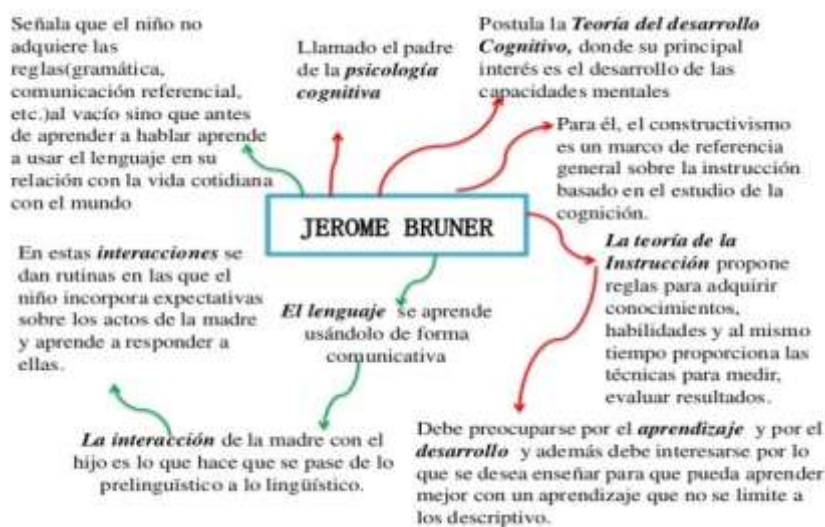 Señala que el niño no
adquiere las
reglas(gramática,
comunicación referencial,
etc.)al vacío sino que antes
de aprender a hablar aprende
a usar el lenguaje en su
relación con la vida cotidiana
con el mundo
Llamado el padre
de la psicología
cognitiva
Postula la Teoría del desarrollo
Cognitivo, donde su principal
interés es el desarrollo de las
capacidades mentales
Para él, el constructivismo
es un marco de referencia
general sobre la instrucción
basado en el estudio de la
cognición.
JEROME BRUNER
La teoría de la
Instrucción propone
reglas para adquirir
conocimientos,
habilidades y al mismo
tiempo proporciona las
técnicas para medir,
evaluar resultados.
En estas interacciones se
dan rutinas en las que el
niño incorpora expectativas
sobre los actos de la madre
y aprende a responder a
ellas.
El lenguaje se aprende
usándolo de forma
comunicativa
La interacción de la madre con el
hijo es lo que hace que se pase de lo
prelinguístico a lo lingüístico.
Debe preocuparse por el aprendizaje y por el
desarrollo y además debe interesarse por lo
que se desea enseñar para que pueda aprender
mejor con un aprendizaje que no se limite a
los descriptivo.